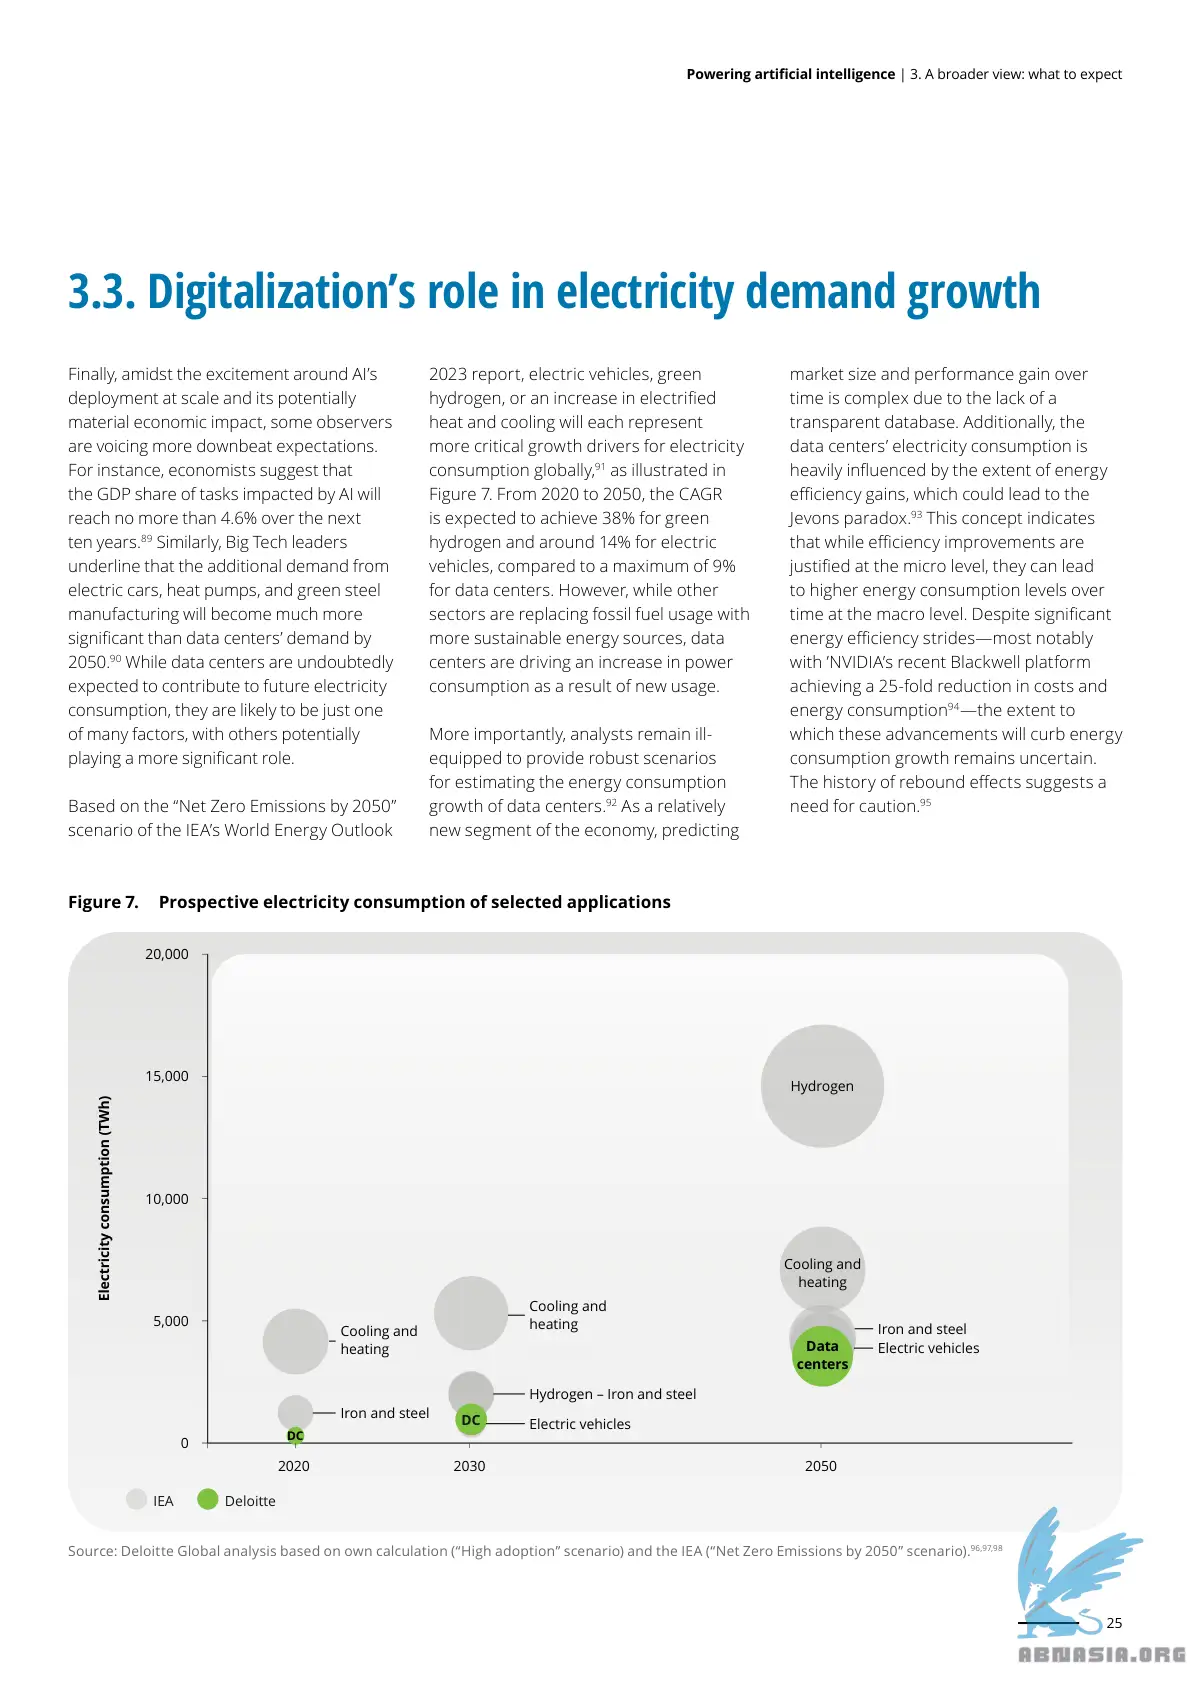 Powering artificial intelligence | 3. A broader view: what to expect
3.3. Digitalization’s role in electricity demand growth
Finally, amidst the excitement around AI’s
deployment at scale and its potentially
material economic impact, some observers
are voicing more downbeat expectations.
For instance, economists suggest that
the GDP share of tasks impacted by AI will
reach no more than 4.6% over the next
ten years.89 Similarly, Big Tech leaders
underline that the additional demand from
electric cars, heat pumps, and green steel
manufacturing will become much more
significant than data centers’ demand by
2050.90 While data centers are undoubtedly
expected to contribute to future electricity
consumption, they are likely to be just one
of many factors, with others potentially
playing a more significant role.
Based on the “Net Zero Emissions by 2050”
scenario of the IEA’s World Energy Outlook
2023 report, electric vehicles, green
hydrogen, or an increase in electrified
heat and cooling will each represent
more critical growth drivers for electricity
consumption globally,91 as illustrated in
Figure 7. From 2020 to 2050, the CAGR
is expected to achieve 38% for green
hydrogen and around 14% for electric
vehicles, compared to a maximum of 9%
for data centers. However, while other
sectors are replacing fossil fuel usage with
more sustainable energy sources, data
centers are driving an increase in power
consumption as a result of new usage.
More importantly, analysts remain ill-
equipped to provide robust scenarios
for estimating the energy consumption
growth of data centers.92 As a relatively
new segment of the economy, predicting
market size and performance gain over
time is complex due to the lack of a
transparent database. Additionally, the
data centers’ electricity consumption is
heavily influenced by the extent of energy
efficiency gains, which could lead to the
Jevons paradox.93 This concept indicates
that while efficiency improvements are
justified at the micro level, they can lead
to higher energy consumption levels over
time at the macro level. Despite significant
energy efficiency strides—most notably
with ’NVIDIA’s recent Blackwell platform
achieving a 25-fold reduction in costs and
energy consumption94—the extent to
which these advancements will curb energy
consumption growth remains uncertain.
The history of rebound effects suggests a
need for caution.95
Figure 7. Prospective electricity consumption of selected applications
Electricity consumption (TWh)
20,000
15,000
10,000
5,000
0
Hydrogen
Cooling and
heating
Iron and steel
Electric vehicles
Data
centers
Cooling and
heating
Hydrogen – Iron and steel
DC
Electric vehicles
Cooling and
heating
Iron and steel
DC
2020
2030
2050
IEA
Deloitte
Source: Deloitte Global analysis based on own calculation (“High adoption” scenario) and the IEA (“Net Zero Emissions by 2050” scenario).96,97,98
25
ABNASIA.ORG